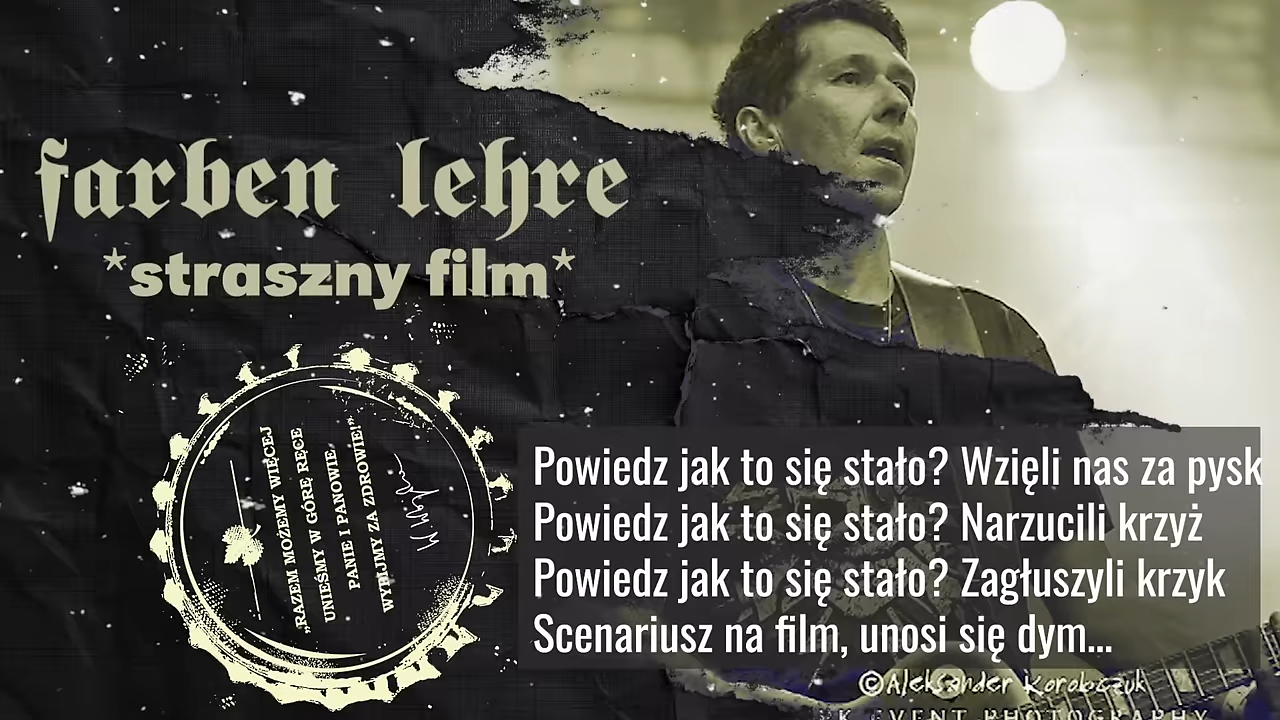 farben lehre
*straszny film*
„RAZEM MOŻEMY WIĘCEJ
UNIEŚMY W GÓRĘ RĘCE
PANIE I PANOWIE,
WYPIJMY ZA ZDROWIE!”
Powiedz jak to się stało? Wzięli nas za pysk
Powiedz jak to się stało? Narzucili krzyż
Powiedz jak to się stało? Zagłuszyli krzyk
Scenariusz na film, unosi się dym...
©Aleksander Korobczuk
K EVENT PHOTOGRAPHY